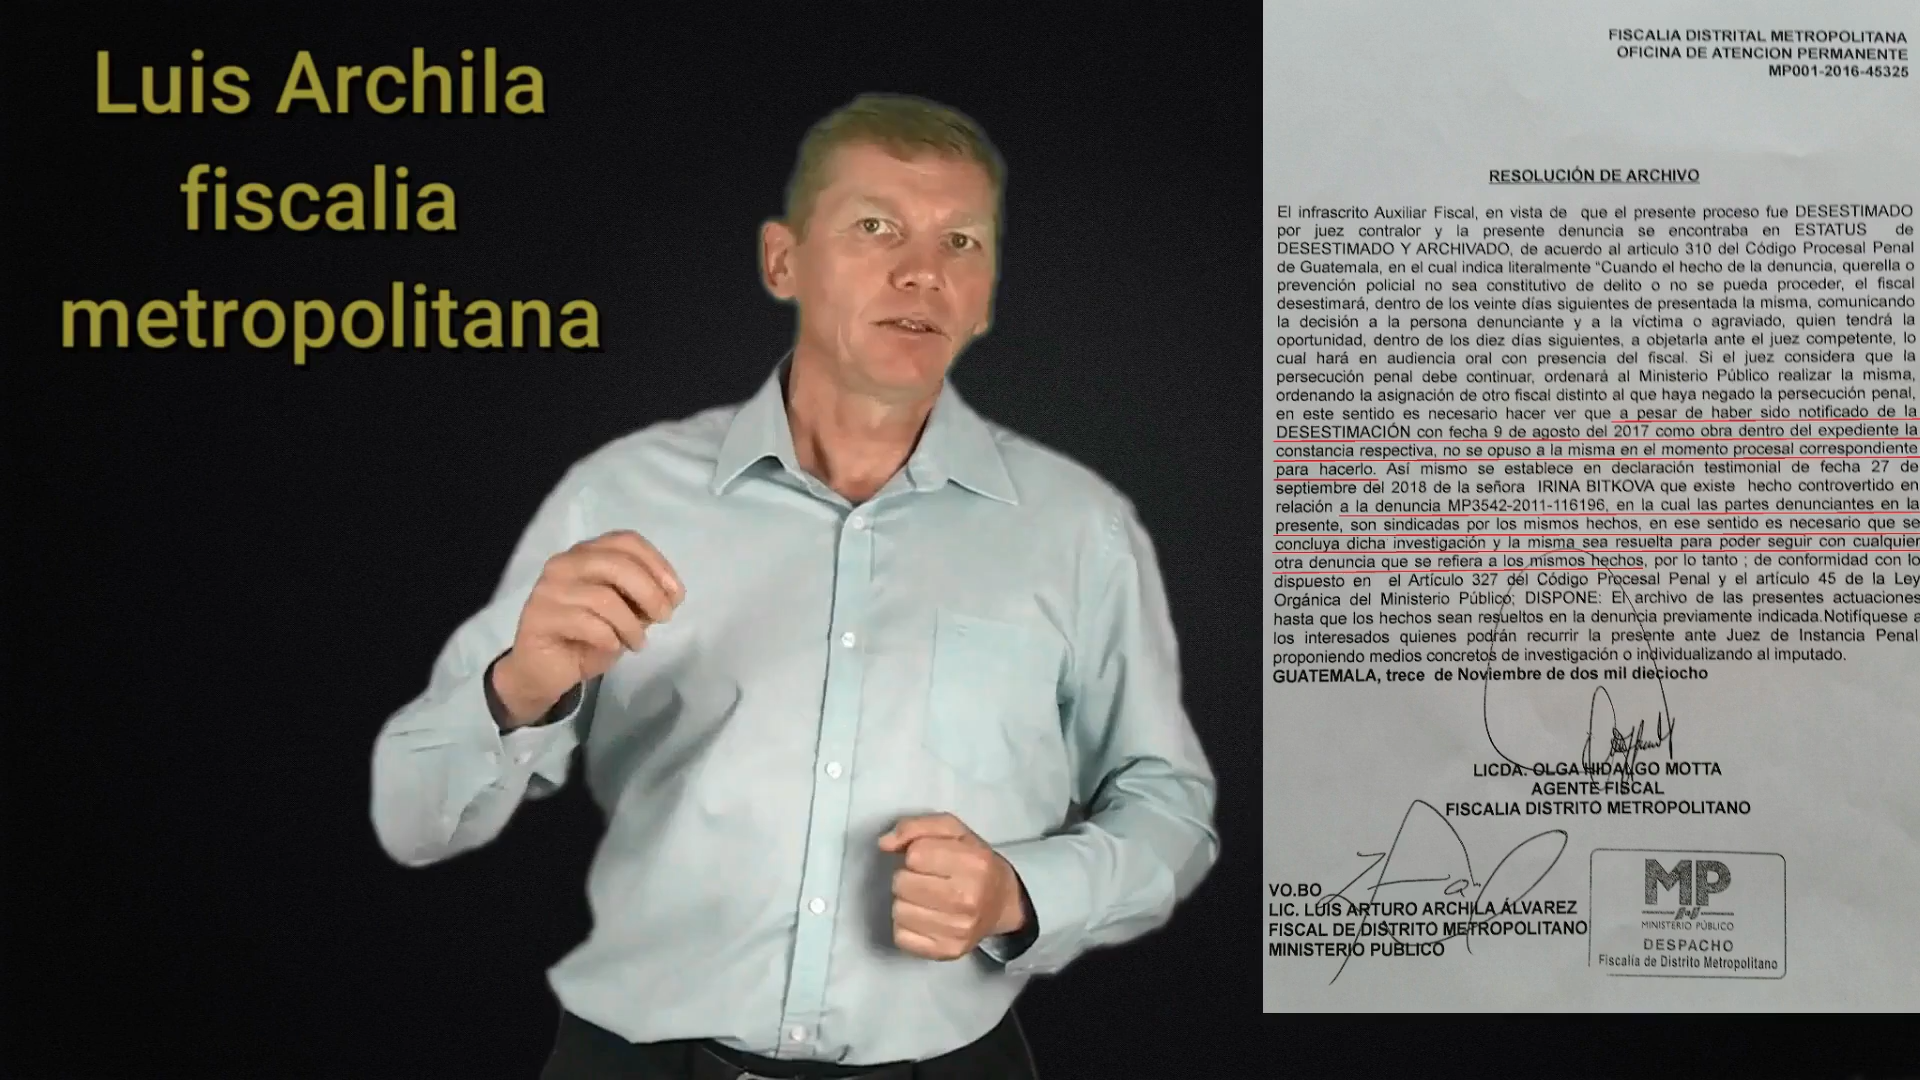 Luis Archila
fiscalia
metropolitana
FISCALIA DISTRITAL METROPOLITANA
OFICINA DE ATENCION PERMANENTE
MP001-2016-45325
RESOLUCIÓN DE ARCHIVO
El infrascrito Auxiliar Fiscal, en vista de que el presente proceso fue DESESTIMADO
por juez contralor y la presente denuncia se encontraba en ESTATUS de
DESESTIMADO Y ARCHIVADO, de acuerdo al articulo 310 del Código Procesal Penal
de Guatemala, en el cual indica literalmente "Cuando el hecho de la denuncia, querella o
prevención policial no sea constitutivo de delito o no se pueda proceder, el fiscal
desestimará, dentro de los veinte días siguientes de presentada la misma, comunicando
la decisión a la persona denunciante y a la víctima o agraviado, quien tendrá la
oportunidad, dentro de los diez días siguientes, a objetarla ante el juez competente, lo
cual hará en audiencia oral con presencia del fiscal. Si el juez considera que la
persecución penal debe continuar, ordenará al Ministerio Público realizar la misma,
ordenando la asignación de otro fiscal distinto al que haya negado la persecución penal,
en este sentido es necesario hacer ver que a pesar de haber sido notificado de la
DESESTIMACIÓN con fecha 9 de agosto del 2017 como obra dentro del expediente la
constancia respectiva, no se opuso a la misma en el momento procesal correspondiente
para hacerlo. Así mismo se establece en declaración testimonial de fecha 27 de
septiembre del 2018 de la señora IRINA BITKOVA que existe hecho controvertido en
relación a la denuncia MP3542-2011-116196, en la cual las partes denunciantes en la
presente, son sindicadas por los mismos hechos, en ese sentido es necesario que se
concluya dicha investigación y la misma sea resuelta para poder seguir con cualquier
otra denuncia que se refiera a los mismos hechos, por lo tanto ; de conformidad con lo
dispuesto en el Artículo 327 del Código Procesal Penal y el artículo 45 de la Ley
Orgánica del Ministerio Público; DISPONE: El archivo de las presentes actuaciones
hasta que los hechos sean resueltos en la denuncia previamente indicada.Notifíquese a
los interesados quienes podrán recurrir la presente ante Juez de Instancia Penal
proponiendo medios concretos de investigación o individualizando al imputado.
GUATEMALA, trece de Noviembre de dos mil dieciocho
LICDA. OLGA HIDALGO MOTTA
AGENTE FISCAL
FISCALIA DISTRITO METROPOLITANO
VO.BO
LIC. LUIS ARTURO ARCHILA ÁLVAREZ
FISCAL DE DISTRITO METROPOLITANO
MINISTERIO PUBLICO
MP
MINISTERIO PÚBLICO
DESPACHO
Fiscalía de Distrito Metropolitano